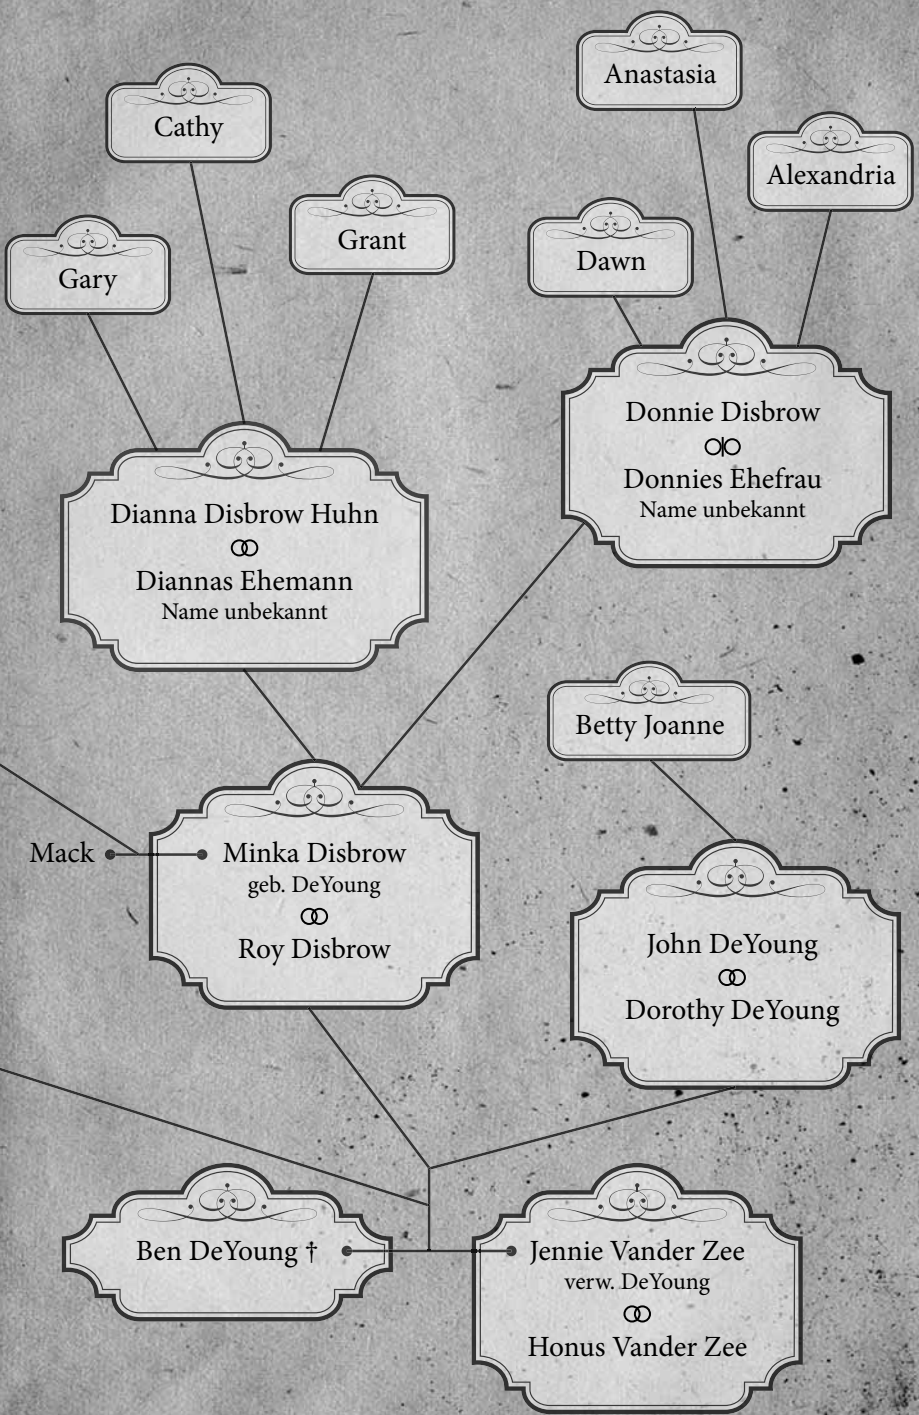 Anastasia
Cathy
Alexandria
Grant
Dawn
Gary
Donnie Disbrow
Donnies Ehefrau
Name unbekannt
Dianna Disbrow Huhn
Diannas Ehemann
Name unbekannt
Betty Joanne
Mack
Minka Disbrow
geb. DeYoung
Roy Disbrow
John DeYoung
Dorothy DeYoung
Ben DeYoung †
Jennie Vander Zee
verw. DeYoung
Honus Vander Zee